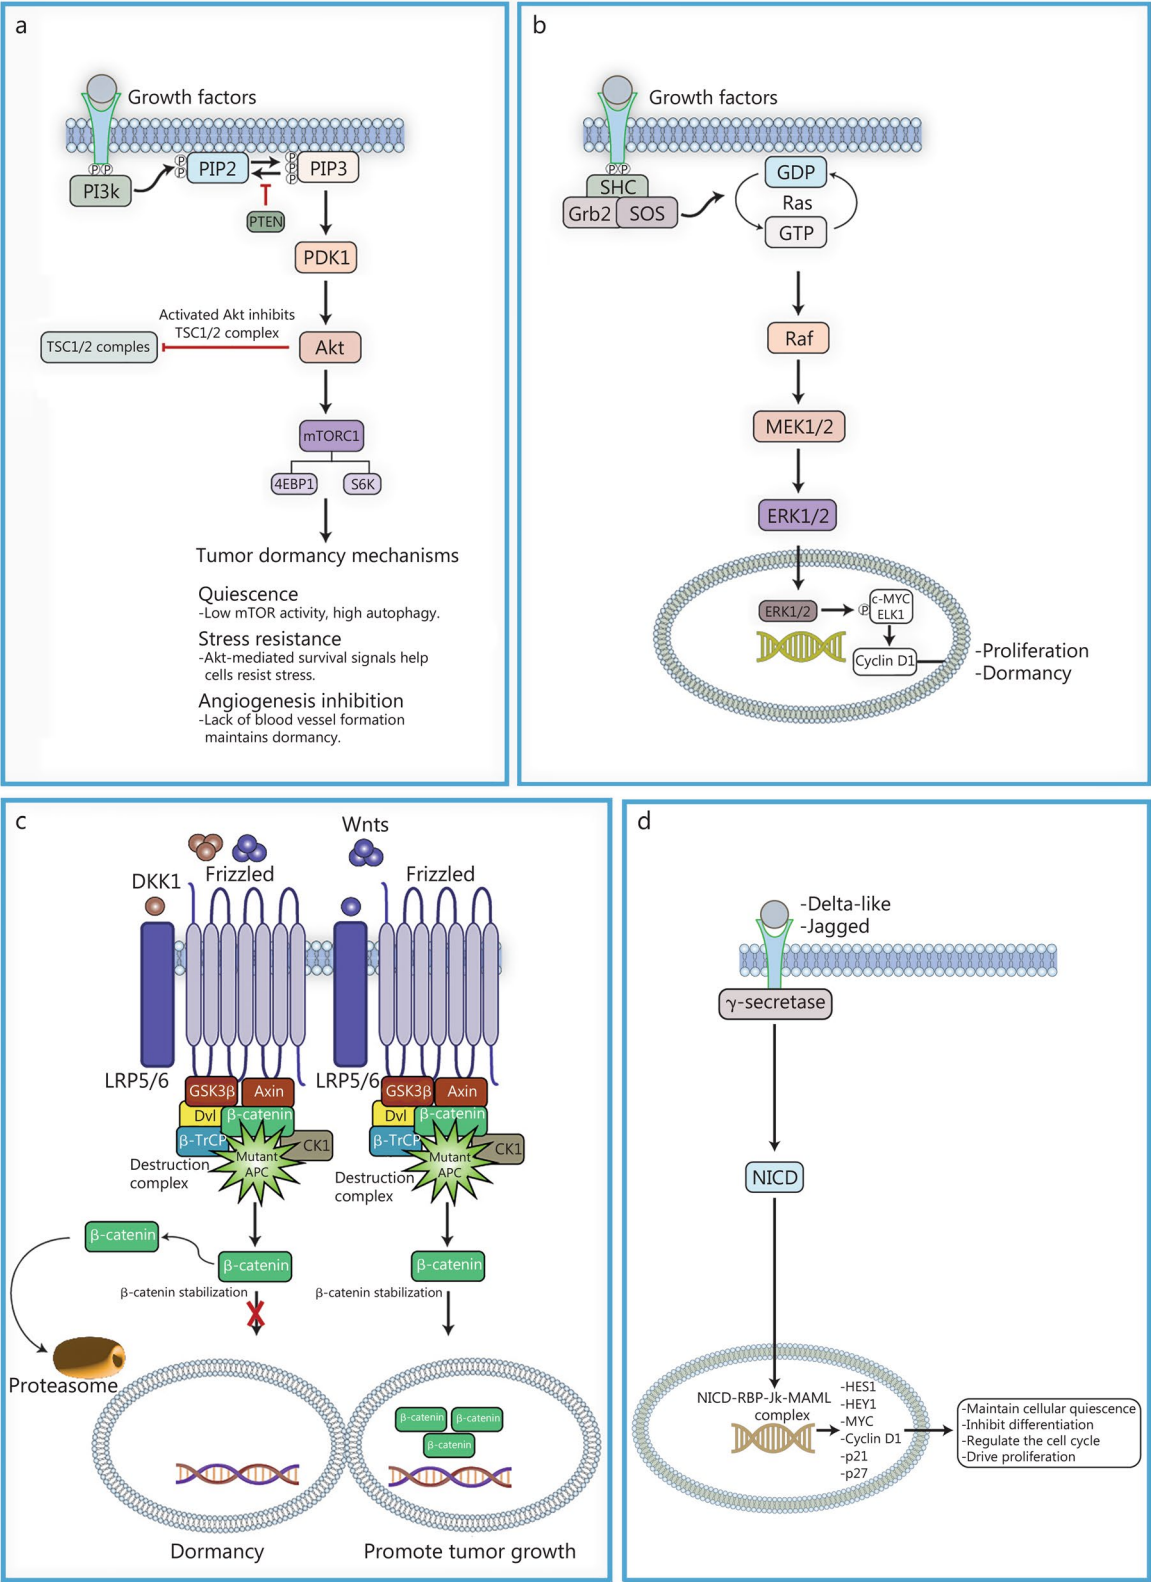 a
Growth factors
P P
PI3k
P
P
PIP2
P
P
P
PIP3
PTEN
PDK1
Activated Akt inhibits
TSC1/2 complex
TSC1/2 comples
Akt
mTORC1
4EBP1
S6K
Tumor dormancy mechanisms
Quiescence
-Low mTOR activity, high autophagy.
Stress resistance
-Akt-mediated survival signals help
cells resist stress.
Angiogenesis inhibition
-Lack of blood vessel formation
maintains dormancy.
b
Growth factors
P P
SHC
Grb2
SOS
GDP
Ras
GTP
Raf
MEK1/2
ERK1/2
ERK1/2
P
c-MYC
ELK1
Cyclin D1
-Proliferation
-Dormancy
c
Wnts
DKK1
Frizzled
Frizzled
LRP5/6
LRP5/6
GSK3β
Axin
Dvl
β-catenin
β-TrCP
Mutant
APC
CK1
Destruction
complex
GSK3β
Axin
Dvl
β-catenin
β-TrCP
Mutant
APC
CK1
Destruction
complex
β-catenin
β-catenin
β-catenin
β-catenin stabilization
β-catenin stabilization
Proteasome
β-catenin
β-catenin
β-catenin
Dormancy
Promote tumor growth
d
-Delta-like
-Jagged
γ-secretase
NICD
NICD-RBP-Jk-MAML
complex
-HES1
-HEY1
-MYC
-Cyclin D1
-p21
-p27
-Maintain cellular quiescence
-Inhibit differentiation
-Regulate the cell cycle
-Drive proliferation